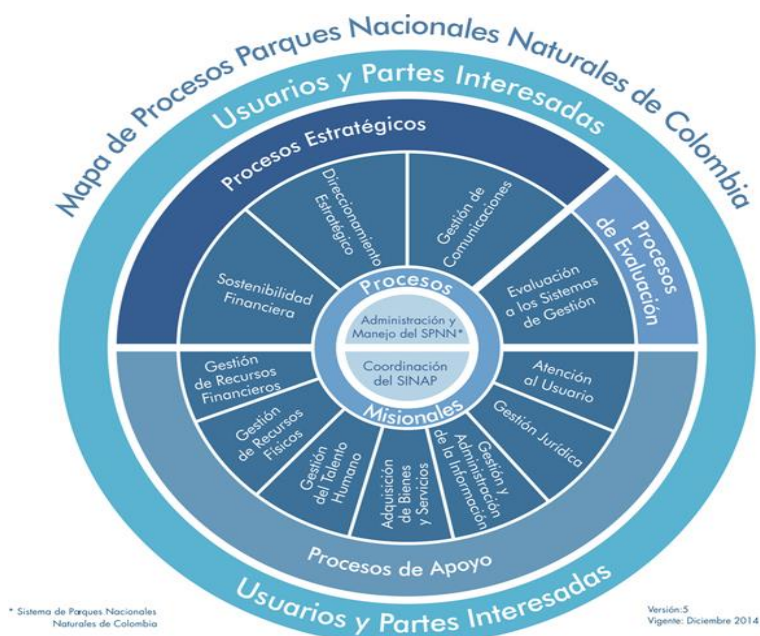 Mapa de Procesos Parques Nacionales Naturales de Colombia
Usuarios y Partes Interesadas
Procesos Estratégicos
Procesos
de Evaluación
Sostenibilidad
Financiera
Direccionamiento
Estratégico
Gestión de
Comunicaciones
Evaluación
a los Sistemas
de Gestión
Procesos
Administración y
Manejo del SPNN*
Coordinación
del SINAP
Misionales
Gestión
de Recursos
Financieros
Gestión
de Recursos
Físicos
Gestión
del Talento
Humano
Adquisición
de Bienes
y Servicios
Gestión y
Administración
de la Información
Gestión Jurídica
Atención
al Usuario
Procesos de Apoyo
Usuarios y Partes Interesadas
* Sistema de Parques Nacionales
Naturales de Colombia
Versión:5
Vigente: Diciembre 2014